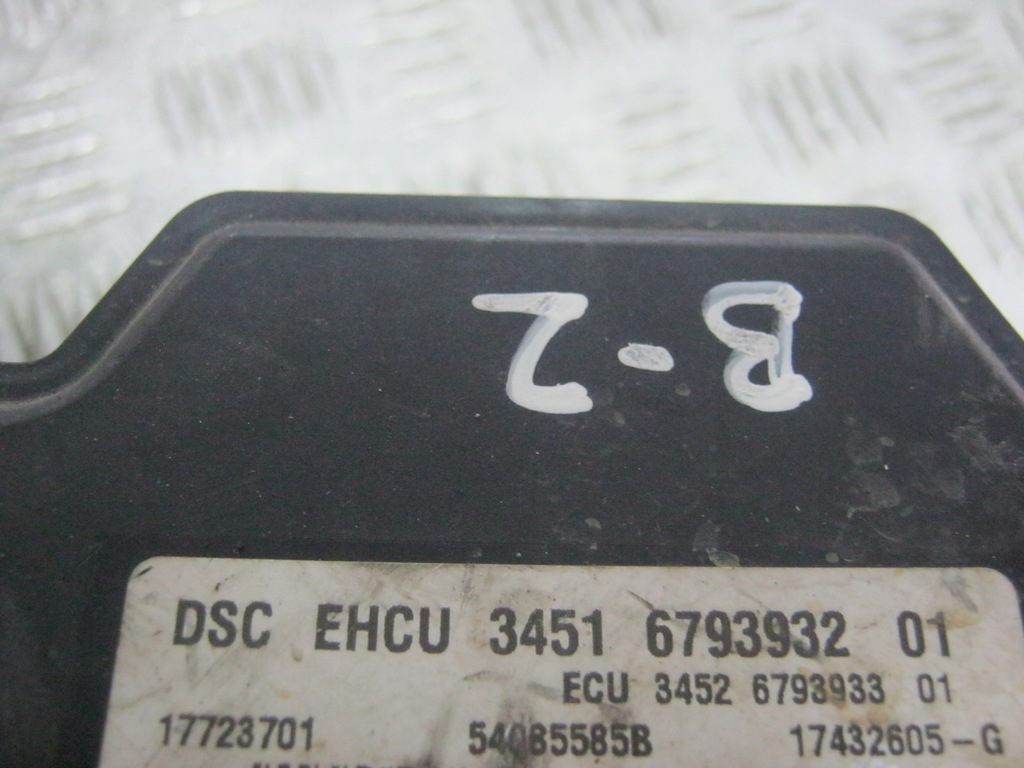 B-2
DSC EHCU 3451 6793932 01
ECU 3452 6793933 01
17723701 54085585B 17432605-G